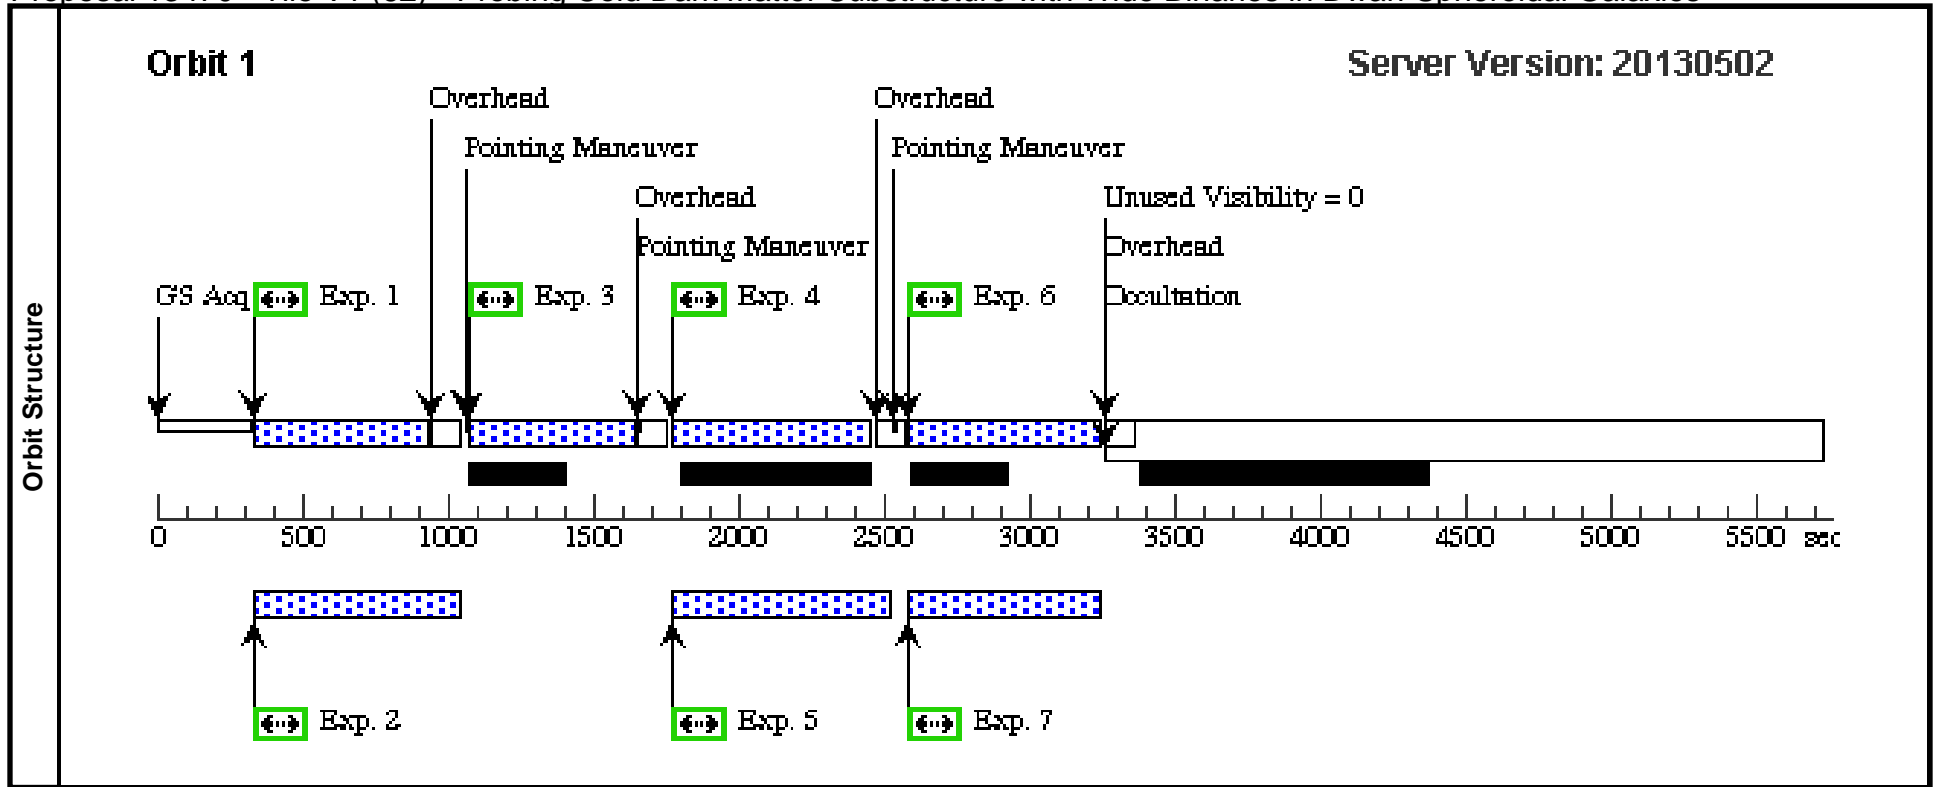 Orbit 1
Server Version: 20130502
Overhead
Overhead
Pointing Maneuver
Pointing Maneuver
Overhead
Unused Visibility = 0
Pointing Maneuver
Overhead
GS Acq
Exp. 1
Exp. 3
Exp. 4
Exp. 6
Occultation
Orbit Structure
0
500
1000
1500
2000
2500
3000
3500
4000
4500
5000
5500
sec
Exp. 2
Exp. 5
Exp. 7